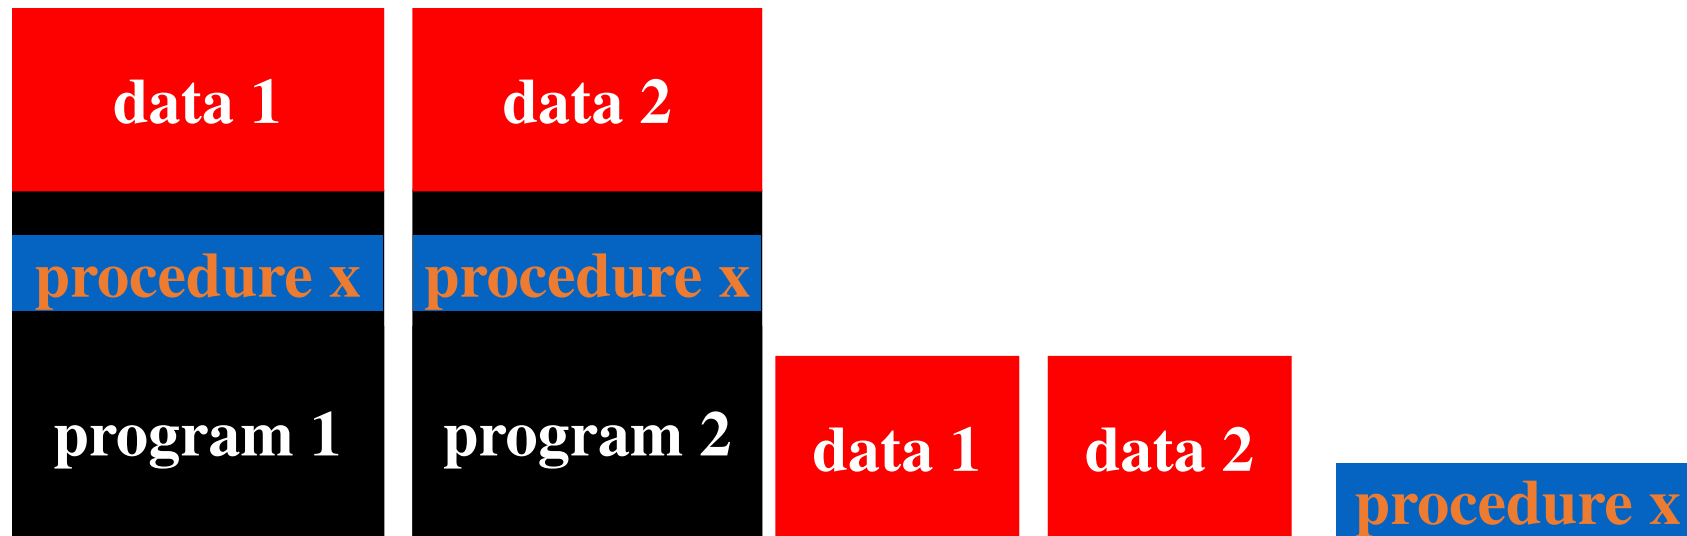 data 1
data 2
procedure x
procedure x
program 1
program 2
data 1
data 2
procedure x